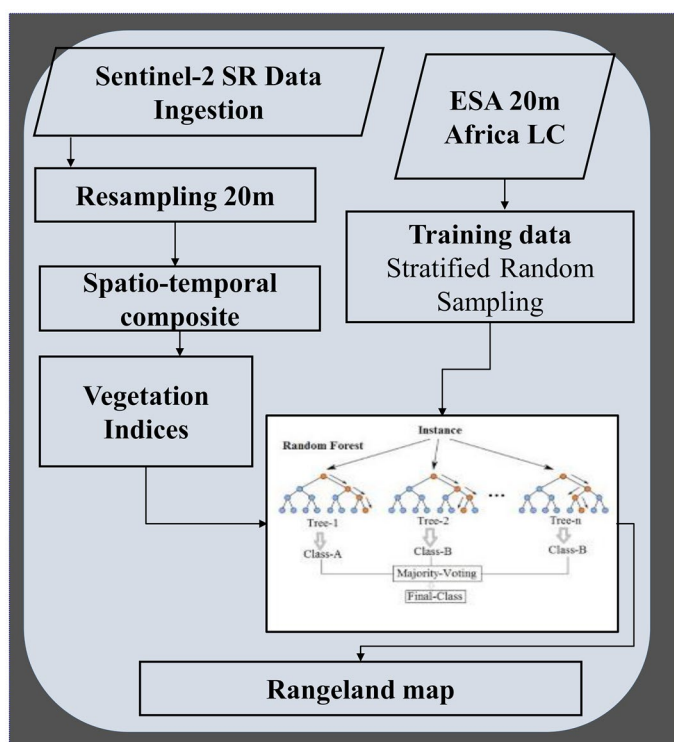 Sentinel-2 SR Data
Ingestion
ESA 20m
Africa LC
Resampling 20m
Training data
Stratified Random
Sampling
Spatio-temporal
composite
Vegetation
Indices
Instance
Random Forest
...
Tree-1
Tree-2
Tree-n
Class-A
Class-B
Class-B
Majority-Voting
Final-Class
Rangeland map